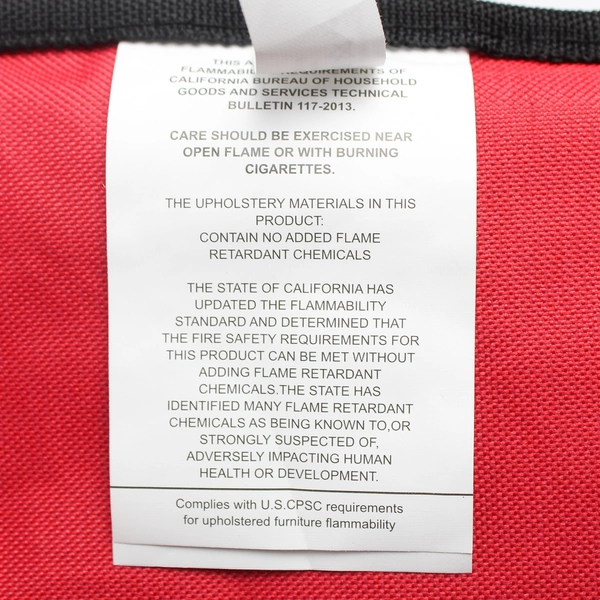 THIS
FLAMMABIL REQUIREMENTS OF
CALIFORNIA BUREAU OF HOUSEHOLD
GOODS AND SERVICES TECHNICAL
BULLETIN 117-2013.
CARE SHOULD BE EXERCISED NEAR
OPEN FLAME OR WITH BURNING
CIGARETTES.
THE UPHOLSTERY MATERIALS IN THIS
PRODUCT:
CONTAIN NO ADDED FLAME
RETARDANT CHEMICALS
THE STATE OF CALIFORNIA HAS
UPDATED THE FLAMMABILITY
STANDARD AND DETERMINED THAT
THE FIRE SAFETY REQUIREMENTS FOR
THIS PRODUCT CAN BE MET WITHOUT
ADDING FLAME RETARDANT
CHEMICALS.THE STATE HAS
IDENTIFIED MANY FLAME RETARDANT
CHEMICALS AS BEING KNOWN TO,OR
STRONGLY SUSPECTED OF,
ADVERSELY IMPACTING HUMAN
HEALTH OR DEVELOPMENT.
Complies with U.S.CPSC requirements
for upholstered furniture flammability